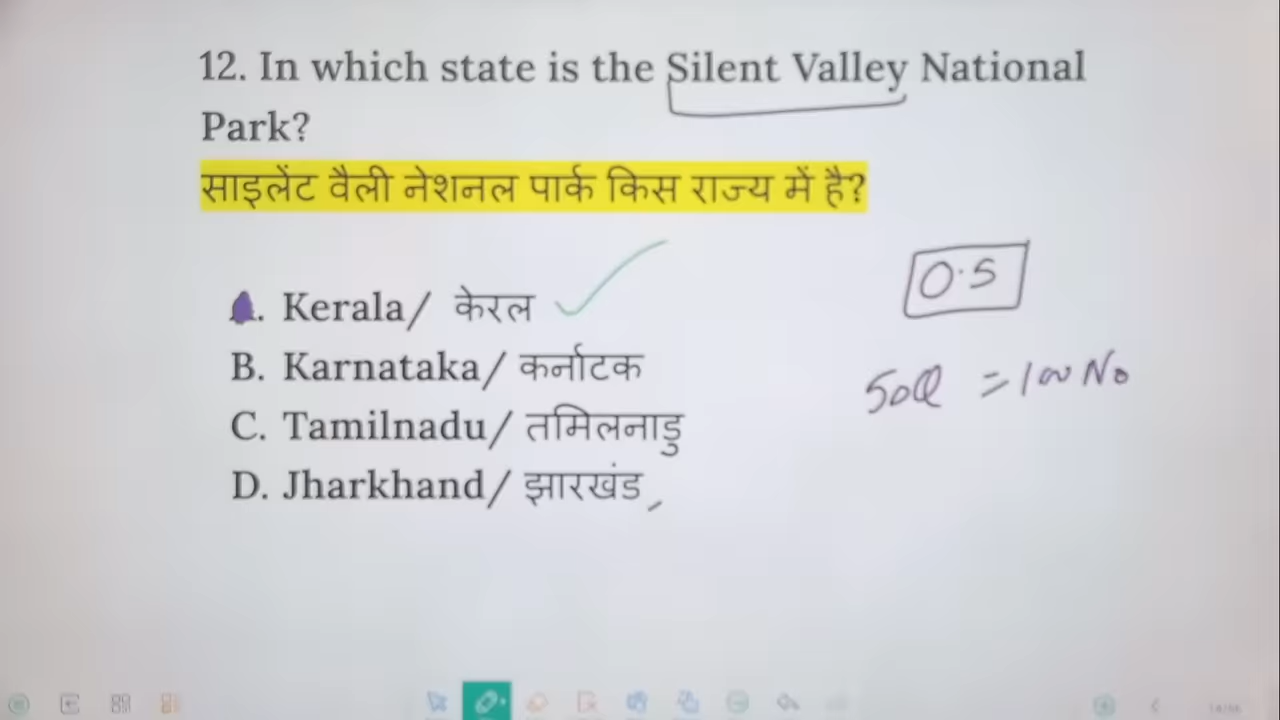 12. In which state is the Silent Valley National
Park?
साइलेंट वैली नेशनल पार्क किस राज्य में है?
A. Kerala/ केरल
B. Karnataka/ कर्नाटक
C. Tamilnadu/ तमिलनाडु
D. Jharkhand/ झारखंड
0.5
50Q = 100 No